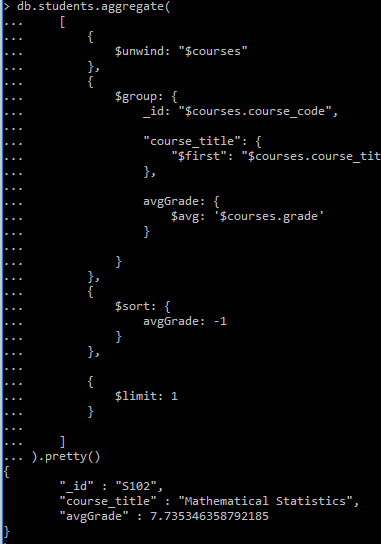 > db.students.aggregate(
... [
... {
... $unwind: "$courses"
... },
... {
... $group: {
... _id: "$courses.course_code",
...
... "course_title": {
... "$first": "$courses.course_tit
... },
...
... avgGrade: {
... $avg: '$courses.grade'
... }
...
... }
... },
... {
... $sort: {
... avgGrade: -1
... }
... },
...
... {
... $limit: 1
... }
...
... ]
... ).pretty()
{
"_id" : "S102",
"course_title" : "Mathematical Statistics",
"avgGrade" : 7.735346358792185
}